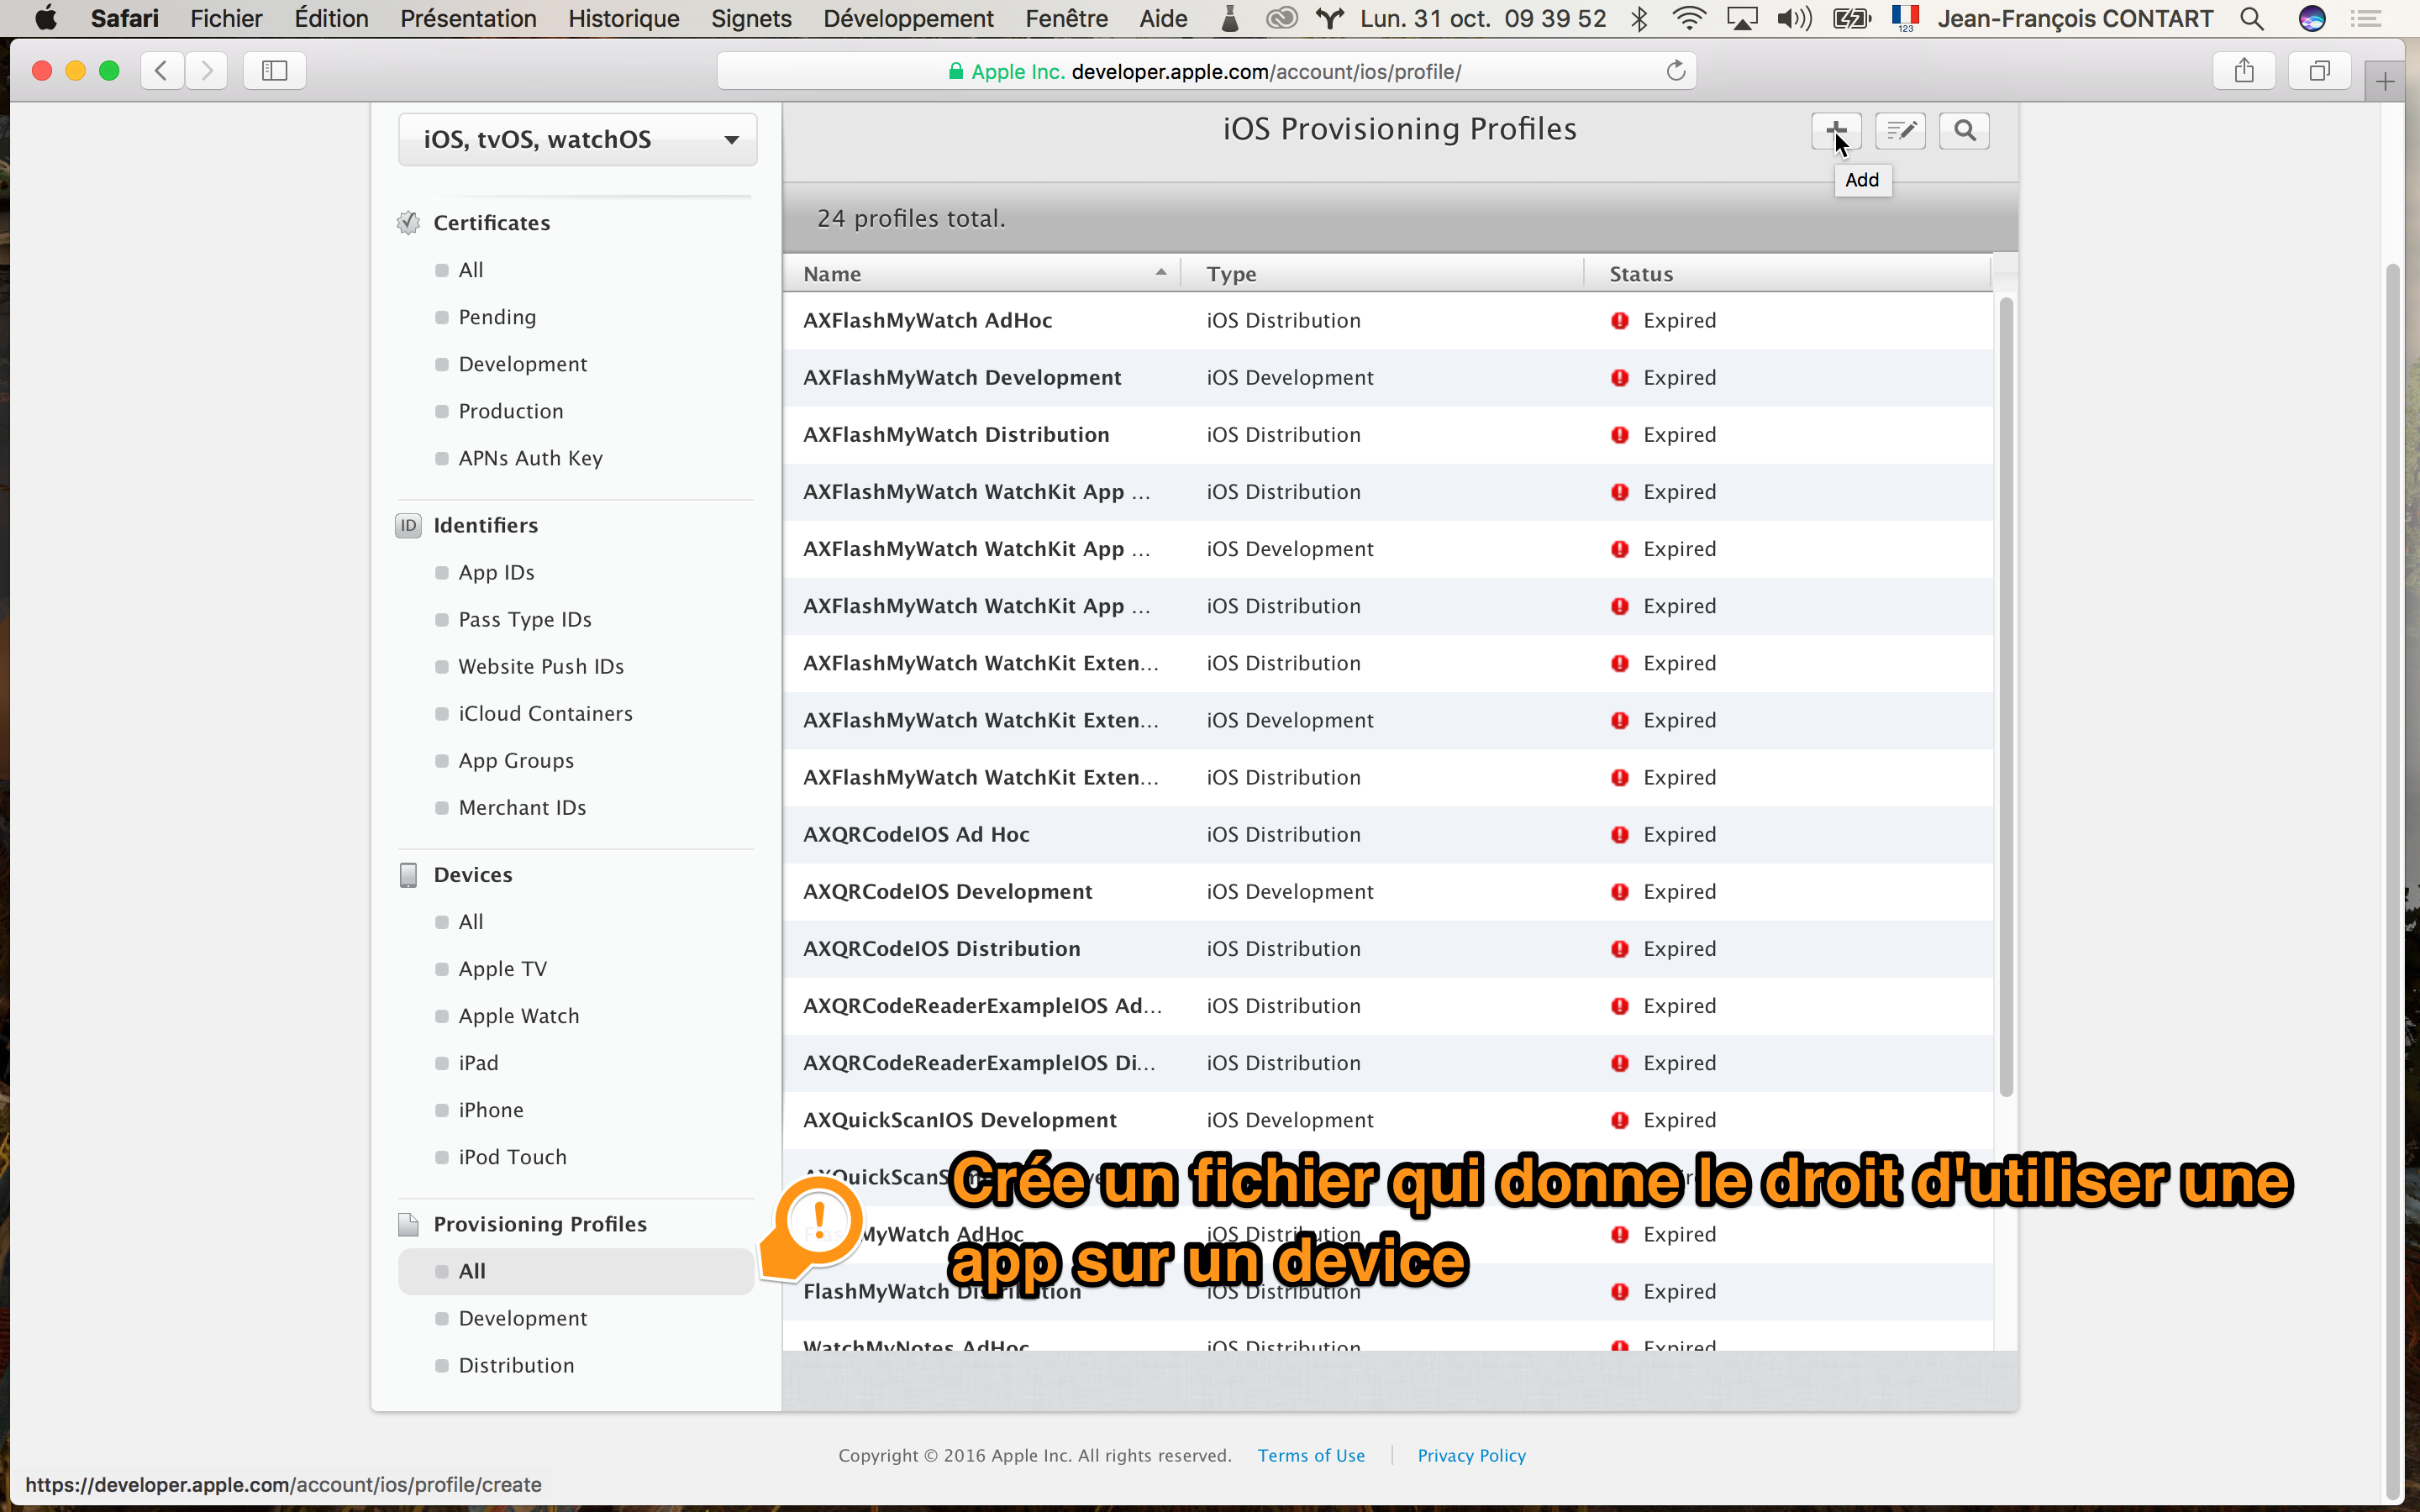 Safari Fichier Édition Présentation Historique Signets Développement Fenêtre Aide Lun. 31 oct. 09 39 52 123 Jean-François CONTART
Apple Inc. developer.apple.com/account/ios/profile/
iOS, tvOS, watchOS
Certificates
All
Pending
Development
Production
APNs Auth Key
ID Identifiers
App IDs
Pass Type IDs
Website Push IDs
iCloud Containers
App Groups
Merchant IDs
Devices
All
Apple TV
Apple Watch
iPad
iPhone
iPod Touch
Provisioning Profiles
All
Development
Distribution
iOS Provisioning Profiles
Add
24 profiles total.
Name Type Status
AXFlashMyWatch AdHoc iOS Distribution Expired
AXFlashMyWatch Development iOS Development Expired
AXFlashMyWatch Distribution iOS Distribution Expired
AXFlashMyWatch WatchKit App ... iOS Distribution Expired
AXFlashMyWatch WatchKit App ... iOS Development Expired
AXFlashMyWatch WatchKit App ... iOS Distribution Expired
AXFlashMyWatch WatchKit Exten... iOS Distribution Expired
AXFlashMyWatch WatchKit Exten... iOS Development Expired
AXFlashMyWatch WatchKit Exten... iOS Distribution Expired
AXQRCodeIOS Ad Hoc iOS Distribution Expired
AXQRCodeIOS Development iOS Development Expired
AXQRCodeIOS Distribution iOS Distribution Expired
AXQRCodeReaderExampleIOS Ad... iOS Distribution Expired
AXQRCodeReaderExampleIOS Di... iOS Distribution Expired
AXQuickScanIOS Development iOS Development Expired
Crée un fichier qui donne le droit d'utiliser une
app sur un device
FlashMyWatch AdHoc iOS Distribution Expired
FlashMyWatch Distribution iOS Distribution Expired
WatchMyNotes AdHoc iOS Distribution Expired
Copyright © 2016 Apple Inc. All rights reserved. Terms of Use Privacy Policy
https://developer.apple.com/account/ios/profile/create